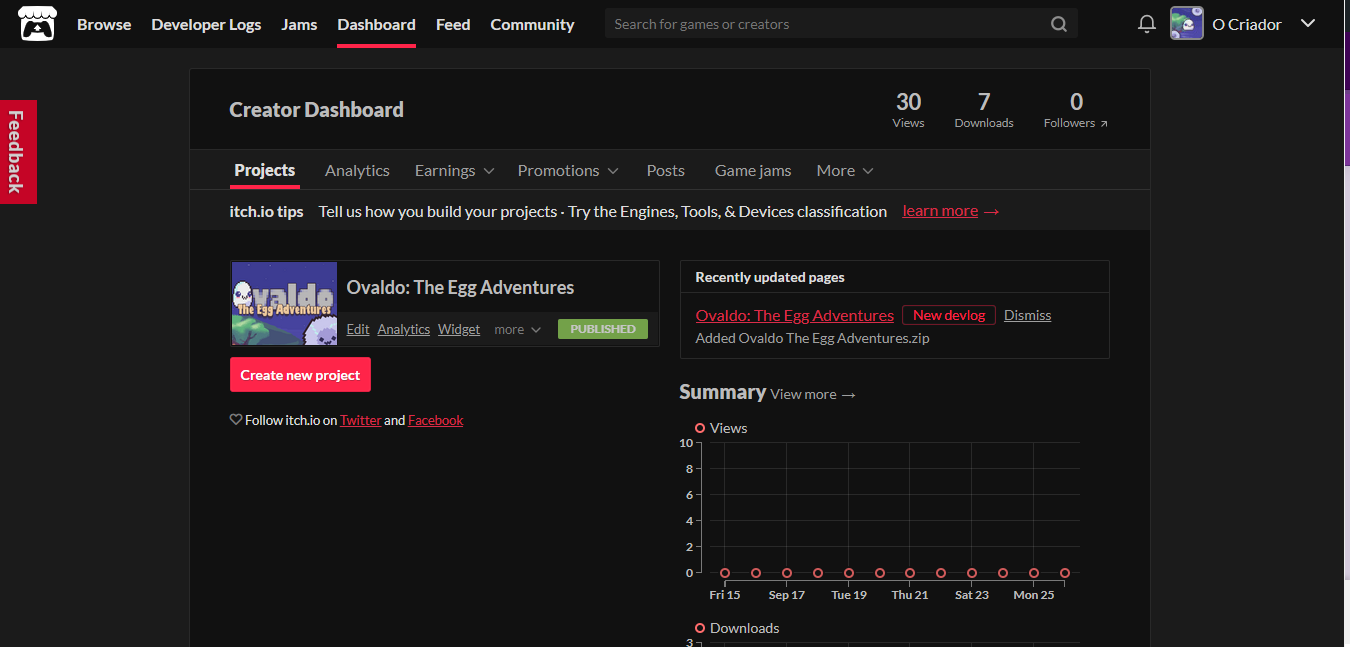 Browse Developer Logs Jams Dashboard Feed Community Search for games or creators O Criador
Feedback
Creator Dashboard
30 7 0
Views Downloads Followers ↗
Projects Analytics Earnings Promotions Posts Game jams More
itch.io tips Tell us how you build your projects · Try the Engines, Tools, & Devices classification learn more →
Ovaldo
The Egg Adventures
Ovaldo: The Egg Adventures
Edit Analytics Widget more PUBLISHED
Create new project
Follow itch.io on Twitter and Facebook
Recently updated pages
Ovaldo: The Egg Adventures New devlog Dismiss
Added Ovaldo The Egg Adventures.zip
Summary View more →
Views
10
8
6
4
2
0
Fri 15 Sep 17 Tue 19 Thu 21 Sat 23 Mon 25
Downloads
3